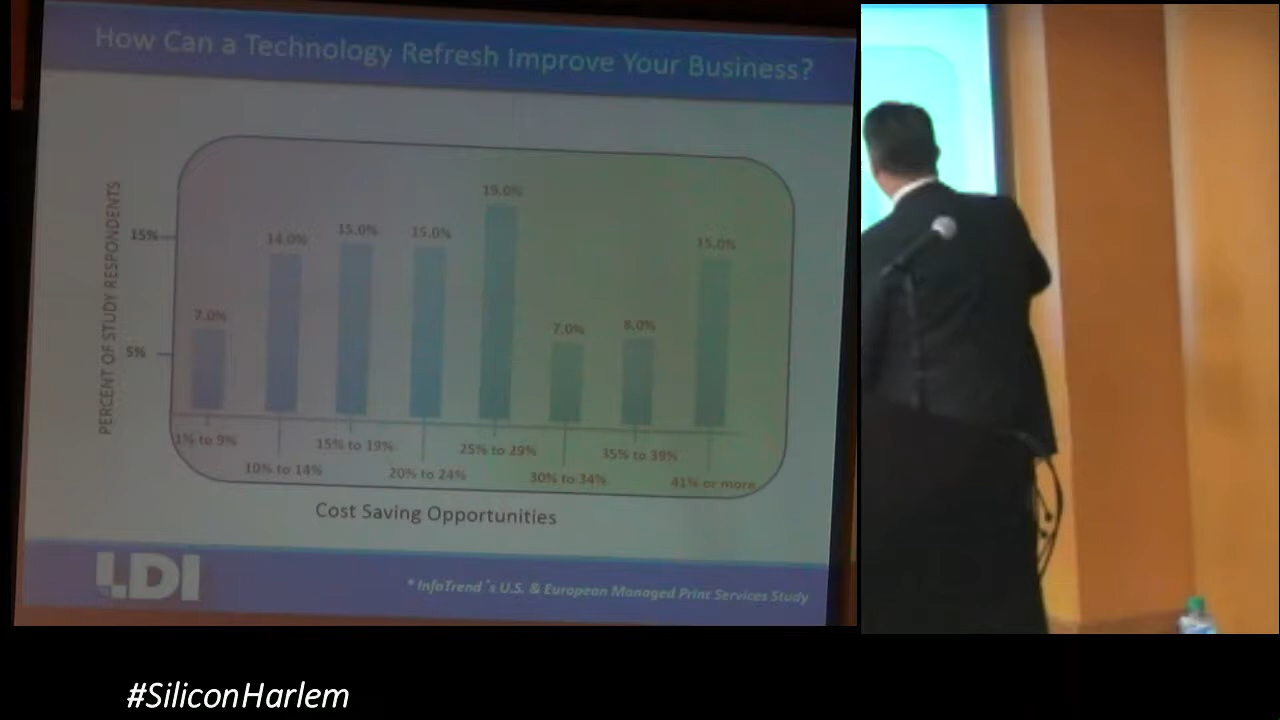 How Can a Technology Refresh Improve Your Business?
PERCENT OF STUDY RESPONDENTS
15%
5%
7.0%
14.0%
15.0%
15.0%
19.0%
7.0%
8.0%
15.0%
1% to 9%
10% to 14%
15% to 19%
20% to 24%
25% to 29%
30% to 34%
35% to 39%
41% or more
Cost Saving Opportunities
LDI
* InfoTrend´s U.S. & European Managed Print Services Study
#SiliconHarlem